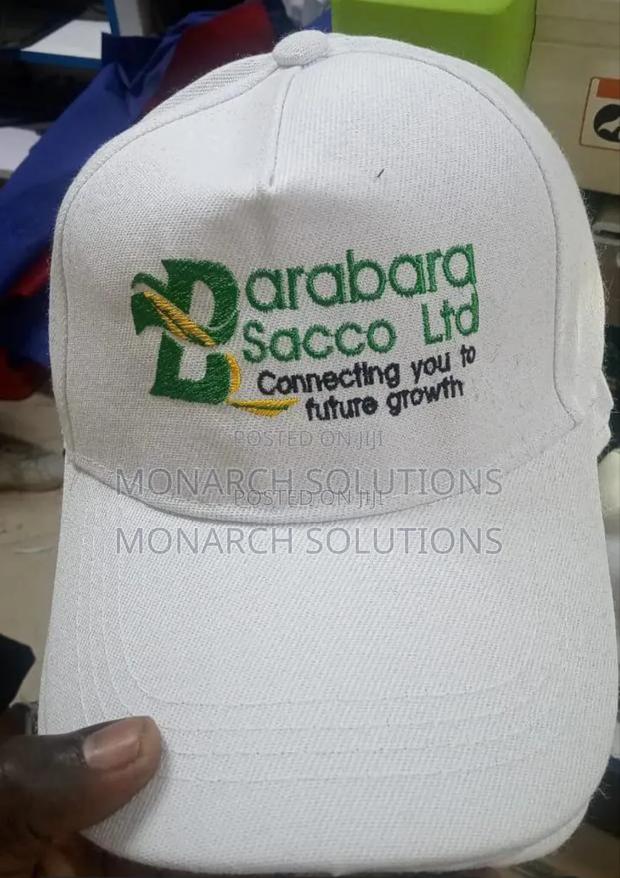 Barabara
Sacco Ltd
Connecting you to
future growth
POSTED ON JIJI
MONARCH SOLUTIONS
POSTED ON JIJI
MONARCH SOLUTIONS